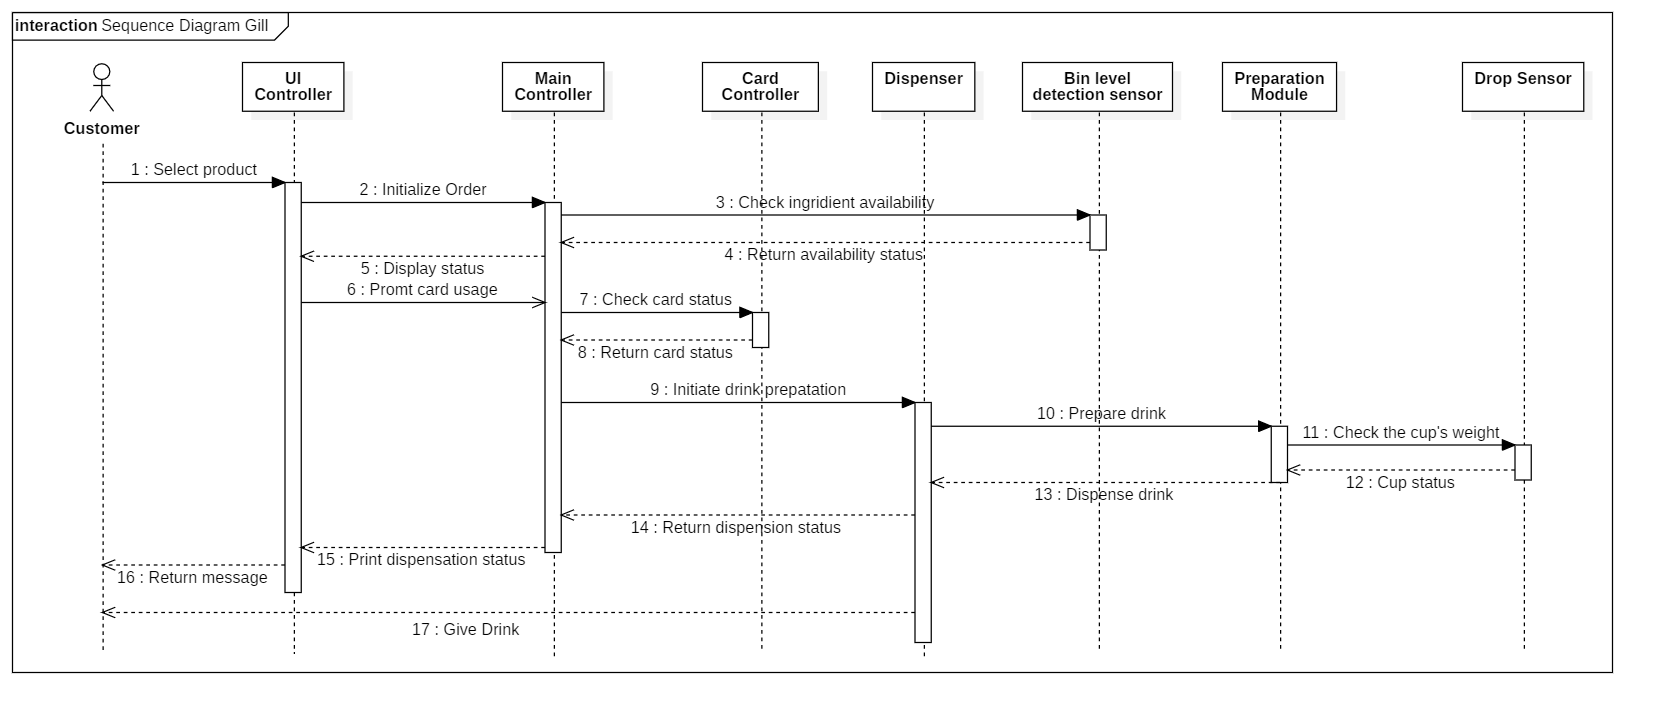 interaction Sequence Diagram Gill
Customer
UI
Controller
Main
Controller
Card
Controller
Dispenser
Bin level
detection sensor
Preparation
Module
Drop Sensor
1 : Select product
2 : Initialize Order
3 : Check ingridient availability
4 : Return availability status
5 : Display status
6 : Promt card usage
7 : Check card status
8 : Return card status
9 : Initiate drink prepatation
10 : Prepare drink
11 : Check the cup's weight
12 : Cup status
13 : Dispense drink
14 : Return dispension status
15 : Print dispensation status
16 : Return message
17 : Give Drink